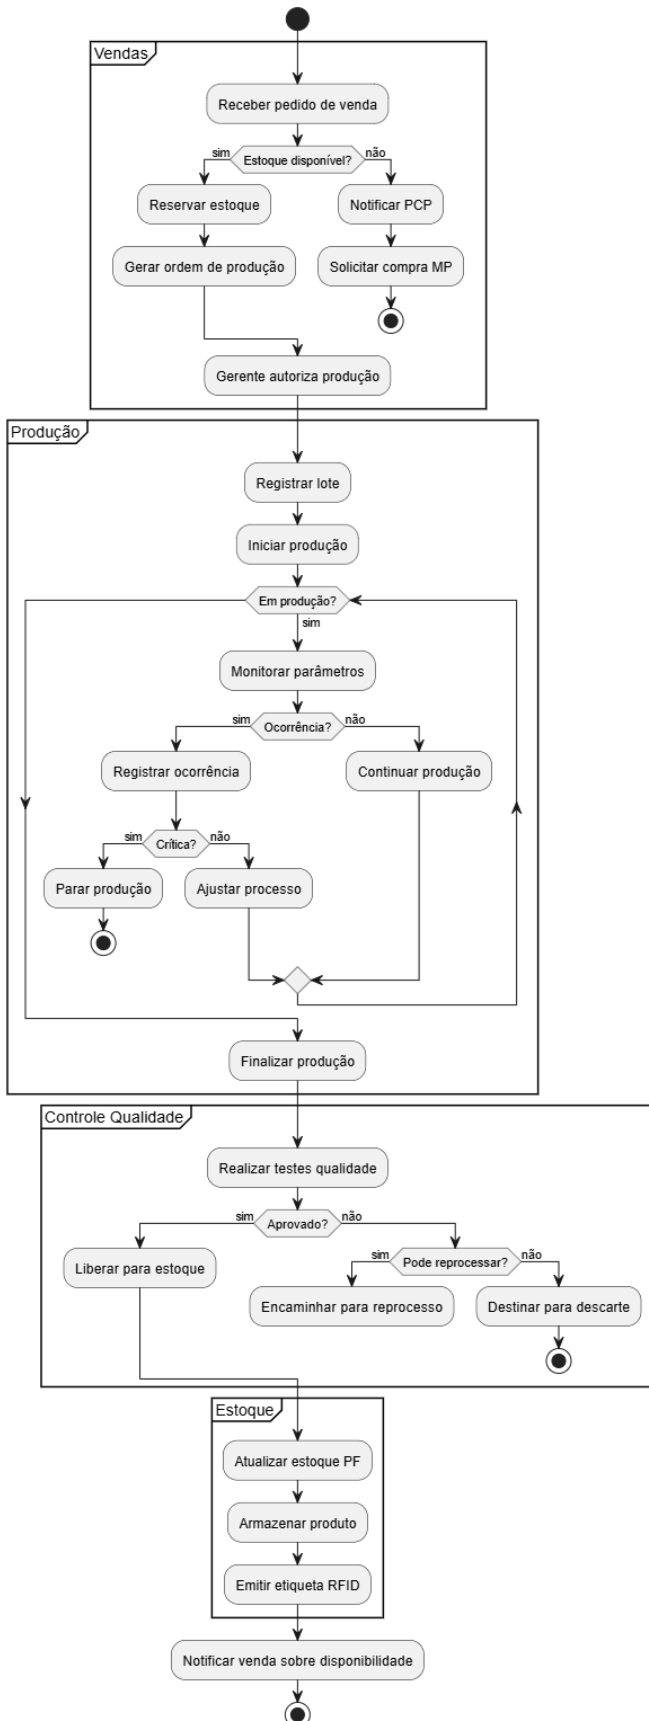 Vendas
Receber pedido de venda
sim
Estoque disponível?
não
Reservar estoque
Notificar PCP
Gerar ordem de produção
Solicitar compra MP
Gerente autoriza produção
Produção
Registrar lote
Iniciar produção
Em produção?
sim
Monitorar parâmetros
sim
Ocorrência?
não
Registrar ocorrência
Continuar produção
sim
Crítica?
não
Parar produção
Ajustar processo
Finalizar produção
Controle Qualidade
Realizar testes qualidade
sim
Aprovado?
não
Liberar para estoque
sim
Pode reprocessar?
não
Encaminhar para reprocesso
Destinar para descarte
Estoque
Atualizar estoque PF
Armazenar produto
Emitir etiqueta RFID
Notificar venda sobre disponibilidade